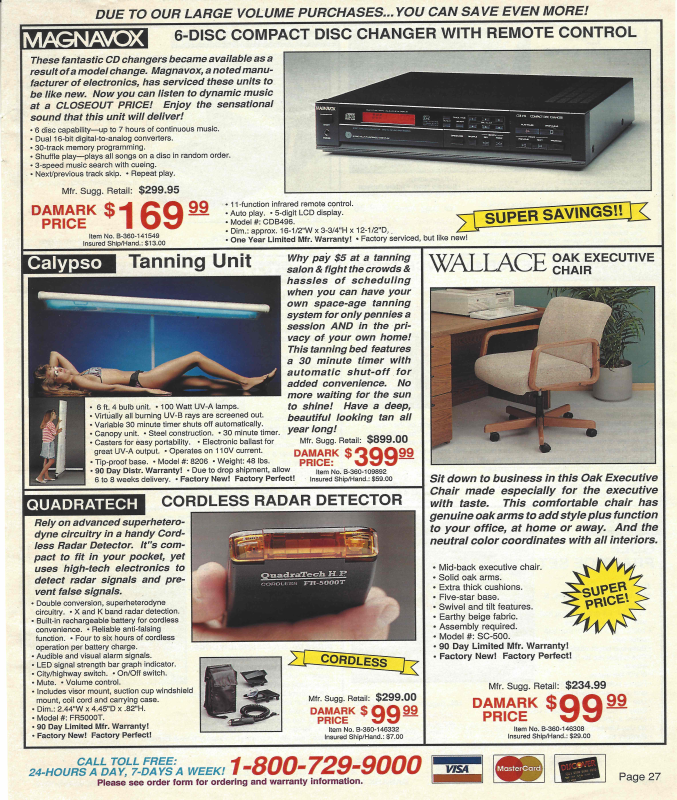 DUE TO OUR LARGE VOLUME PURCHASES...YOU CAN SAVE EVEN MORE!
MAGNAVOX 6-DISC COMPACT DISC CHANGER WITH REMOTE CONTROL
These fantastic CD changers became available as a
result of a model change. Magnavox, a noted manu-
facturer of electronics, has serviced these units to
be like new. Now you can listen to dynamic music
at a CLOSEOUT PRICE! Enjoy the sensational
sound that this unit will deliver!
• 6 disc capability—up to 7 hours of continuous music.
• Dual 16-bit digital-to-analog converters.
• 30-track memory programming.
• Shuffle play—plays all songs on a disc in random order.
• 3-speed music search with cueing.
• Next/previous track skip. • Repeat play.
Mfr. Sugg. Retail: $299.95
DAMARK PRICE $169.99
Item No. B-360-141549
Insured Ship/Hand.: $13.00
MAGNAVOX
• 11-function infrared remote control.
• Auto play. • 5-digit LCD display.
• Model #: CDB496.
• Dim.: approx. 16-1/2"W x 3-3/4"H x 12-1/2"D,
• One Year Limited Mfr. Warranty! • Factory serviced, but like new!
SUPER SAVINGS!!
Calypso Tanning Unit
Why pay $5 at a tanning
salon & fight the crowds &
hassles of scheduling
when you can have your
own space-age tanning
system for only pennies a
session AND in the pri-
vacy of your own home!
This tanning bed features
a 30 minute timer with
automatic shut-off for
added convenience. No
more waiting for the sun
to shine! Have a deep,
beautiful looking tan all
year long!
• 6 ft. 4 bulb unit. • 100 Watt UV-A lamps.
• Virtually all burning UV-B rays are screened out.
• Variable 30 minute timer shuts off automatically.
• Canopy unit. • Steel construction. • 30 minute timer.
• Casters for easy portability. • Electronic ballast for
great UV-A output. • Operates on 110V current.
• Tip-proof base. • Model #: 8206 • Weight: 48 lbs.
• 90 Day Distr. Warranty! • Due to drop shipment, allow
6 to 8 weeks delivery. • Factory New! Factory Perfect!
Mfr. Sugg. Retail: $899.00
DAMARK PRICE: $399.99
Item No. B-360-109892
Insured Ship/Hand.: $59.00
WALLACE OAK EXECUTIVE CHAIR
Sit down to business in this Oak Executive
Chair made especially for the executive
with taste. This comfortable chair has
genuine oak arms to add style plus function
to your office, at home or away. And the
neutral color coordinates with all interiors.
• Mid-back executive chair.
• Solid oak arms.
• Extra thick cushions.
• Five-star base.
• Swivel and tilt features.
• Earthy beige fabric.
• Assembly required.
• Model #: SC-500.
• 90 Day Limited Mfr. Warranty!
• Factory New! Factory Perfect!
SUPER PRICE!
Mfr. Sugg. Retail: $234.99
DAMARK PRICE $99.99
Item No. B-360-146308
Insured Ship/Hand.: $29.00
QUADRATECH CORDLESS RADAR DETECTOR
Rely on advanced superhetero-
dyne circuitry in a handy Cord-
less Radar Detector. It"s com-
pact to fit in your pocket, yet
uses high-tech electronics to
detect radar signals and pre-
vent false signals.
• Double conversion, superheterodyne
circuitry. • X and K band radar detection.
• Built-in rechargeable battery for cordless
convenience. • Reliable anti-falsing
function. • Four to six hours of cordless
operation per battery charge.
• Audible and visual alarm signals.
• LED signal strength bar graph indicator.
• City/highway switch. • On/Off switch.
• Mute. • Volume control.
• Includes visor mount, suction cup windshield
mount, coil cord and carrying case.
• Dim.: 2.44"W x 4.45"D x .82"H.
• Model #: FR5000T.
• 90 Day Limited Mfr. Warranty!
• Factory New! Factory Perfect!
QuadraTech H P
CORDLESS FR-5000T
CORDLESS
Mfr. Sugg. Retail: $299.00
DAMARK PRICE $99.99
Item No. B-360-146332
Insured Ship/Hand.: $7.00
CALL TOLL FREE:
24-HOURS A DAY, 7-DAYS A WEEK! 1-800-729-9000
Please see order form for ordering and warranty information.
VISA
MasterCard
DISCOVER
Page 27